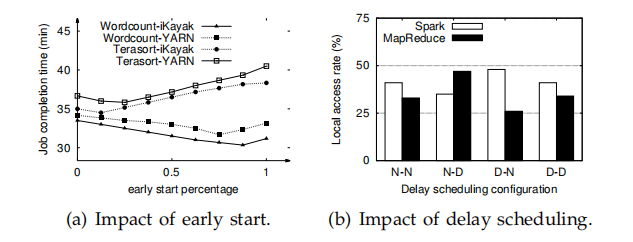 Wordcount-iKayak
Wordcount-YARN
Terasort-iKayak
Terasort-YARN
Job completion time (min)
45
40
35
30
0
0.5
1
early start percentage
(a) Impact of early start.
Spark
MapReduce
Local access rate (%)
75
50
25
0
N-N
N-D
D-N
D-D
Delay scheduling configuration
(b) Impact of delay scheduling.